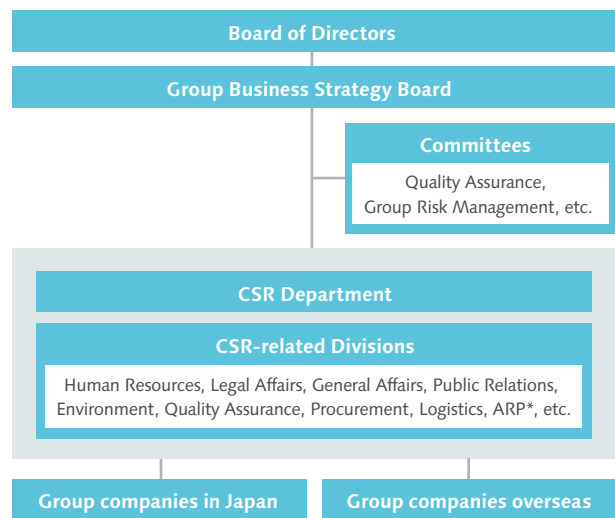 Board of Directors
Group Business Strategy Board
Committees
Quality Assurance,
Group Risk Management, etc.
CSR Department
CSR-related Divisions
Human Resources, Legal Affairs, General Affairs, Public Relations,
Environment, Quality Assurance, Procurement, Logistics, ARP*, etc.
Group companies in Japan
Group companies overseas